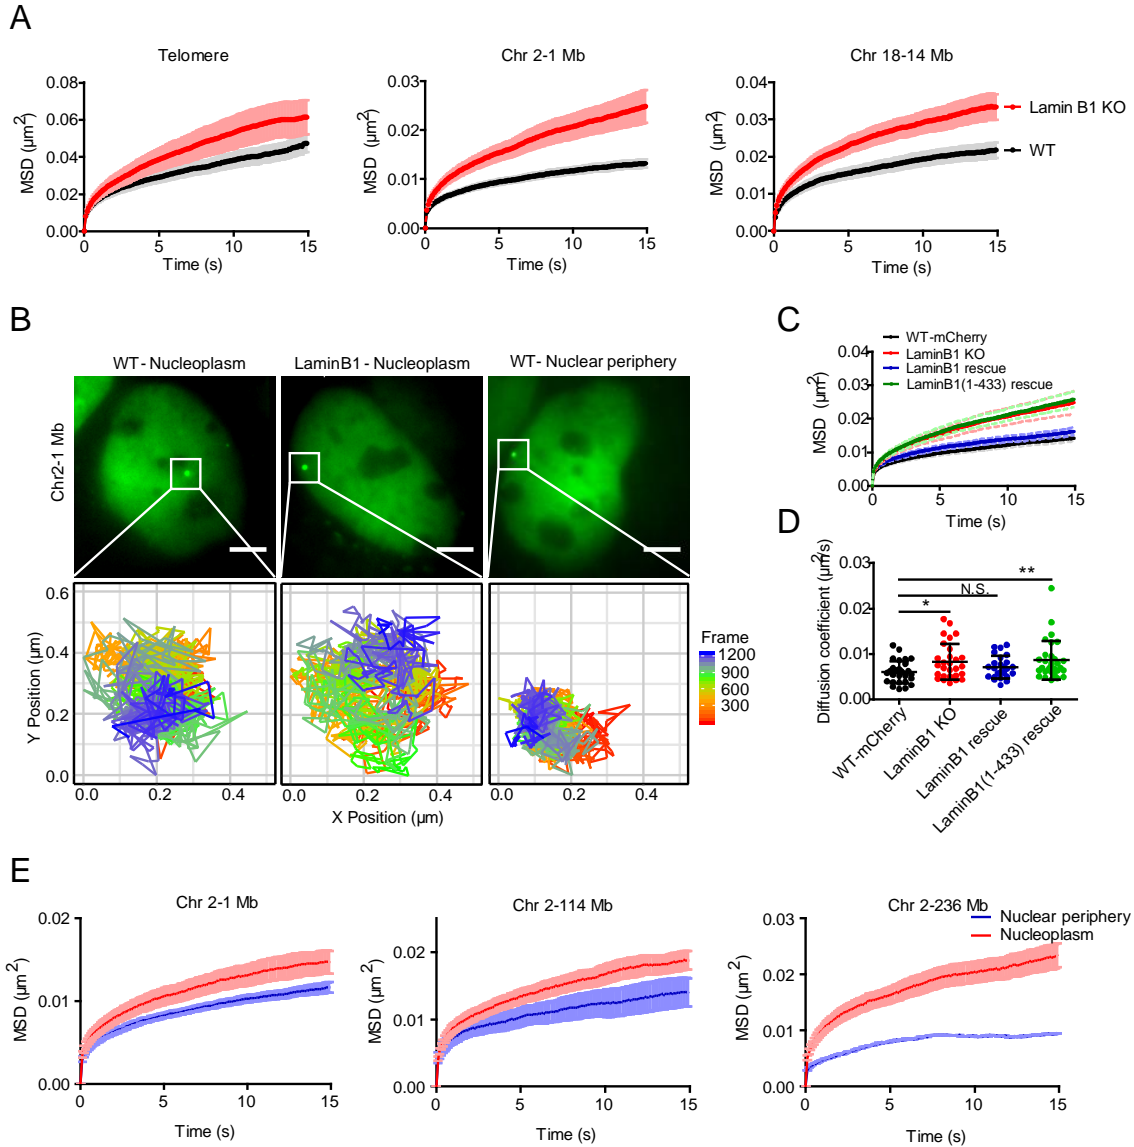 A
Telomere
Chr 2-1 Mb
Chr 18-14 Mb
MSD (µm2)
0.08
0.06
0.04
0.02
0.00
0
5
10
15
Time (s)
MSD (µm2)
0.03
0.02
0.01
0.00
0
5
10
15
Time (s)
MSD (µm2)
0.04
0.03
0.02
0.01
0.00
0
5
10
15
Time (s)
Lamin B1 KO
WT
B
WT- Nucleoplasm
LaminB1 - Nucleoplasm
WT- Nuclear periphery
Chr2-1 Mb
Y Position (µm)
0.6
0.4
0.2
0.0
0.0 0.2 0.4
0.0 0.2 0.4
0.0 0.2 0.4
X Position (µm)
Frame
1200
900
600
300
C
WT-mCherry
LaminB1 KO
LaminB1 rescue
LaminB1(1-433) rescue
MSD (µm2)
0.04
0.03
0.02
0.01
0.00
0
5
10
15
Time (s)
D
Diffusion coefficient (µm2/s)
0.03
0.02
0.01
0.00
**
N.S.
*
WT-mCherry
LaminB1 KO
LaminB1 rescue
LaminB1(1-433) rescue
E
Chr 2-1 Mb
Chr 2-114 Mb
Chr 2-236 Mb
Nuclear periphery
Nucleoplasm
MSD (µm2)
0.02
0.01
0.00
0
5
10
15
Time (s)
MSD (µm2)
0.02
0.01
0.00
0
5
10
15
Time (s)
MSD (µm2)
0.03
0.02
0.01
0.00
0
5
10
15
Time (s)